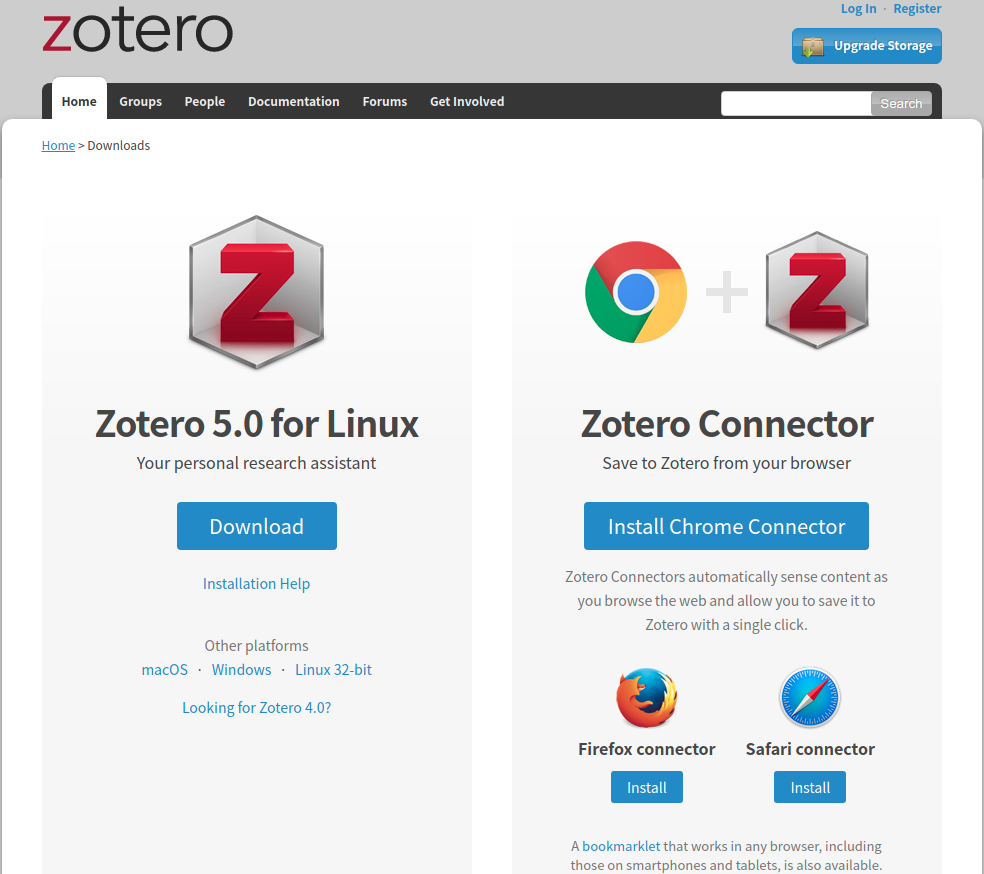 zotero
Log In · Register
Upgrade Storage
Home Groups People Documentation Forums Get Involved Search
Home > Downloads
Zotero 5.0 for Linux
Your personal research assistant
Download
Installation Help
Other platforms
macOS · Windows · Linux 32-bit
Looking for Zotero 4.0?
Zotero Connector
Save to Zotero from your browser
Install Chrome Connector
Zotero Connectors automatically sense content as
you browse the web and allow you to save it to
Zotero with a single click.
Firefox connector Safari connector
Install Install
A bookmarklet that works in any browser, including
those on smartphones and tablets, is also available.